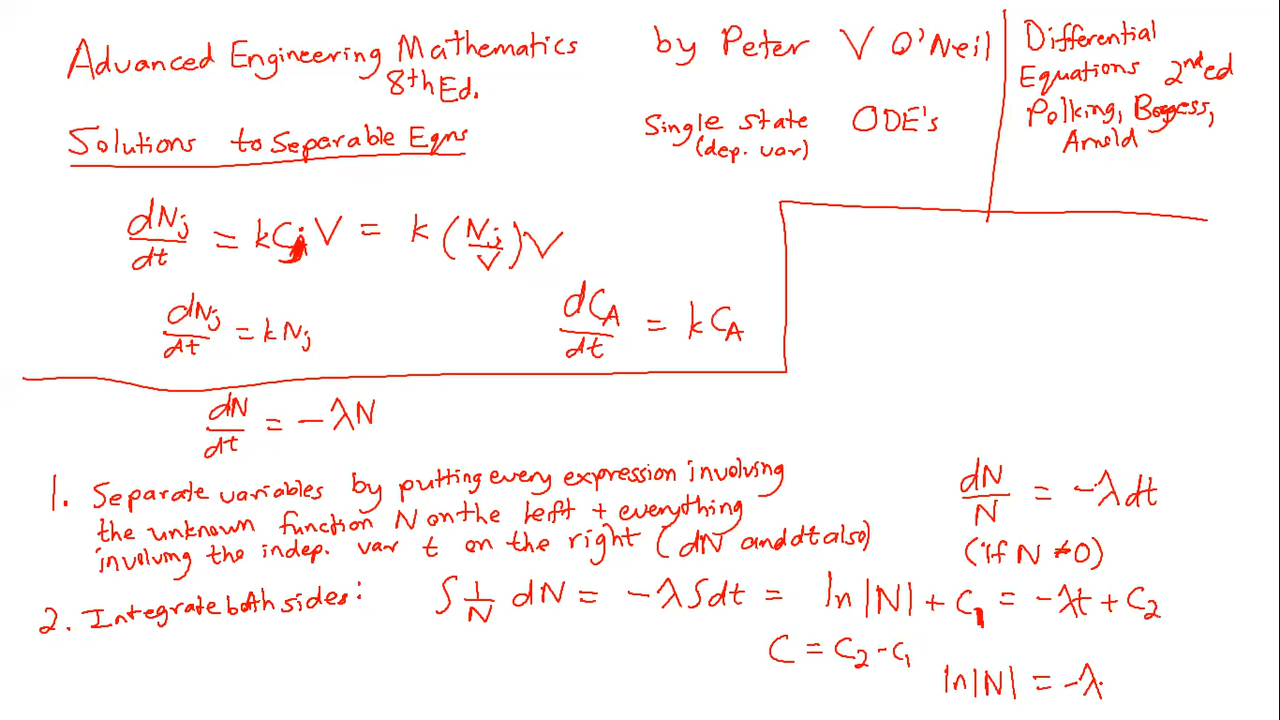 Advanced Engineering Mathematics by Peter V O'Neil
8th Ed.
Differential
Equations 2nd ed
Polking, Boggess,
Arnold
Solutions to Separable Eqns
Single state ODE's
(dep. var)
dNj/dt = kCjV = k(Nj/V)V
dNj/dt = kNj
dCA/dt = kCA
dN/dt = -λN
1. Separate variables by putting every expression involving
the unknown function N on the left + everything
involving the indep. var t on the right (dN and dt also)
dN/N = -λdt
(if N ≠ 0)
2. Integrate both sides: ∫ 1/N dN = -λ∫dt = ln|N| + C₁ = -λt + C₂
C = C₂ - C₁
ln|N| = -λ